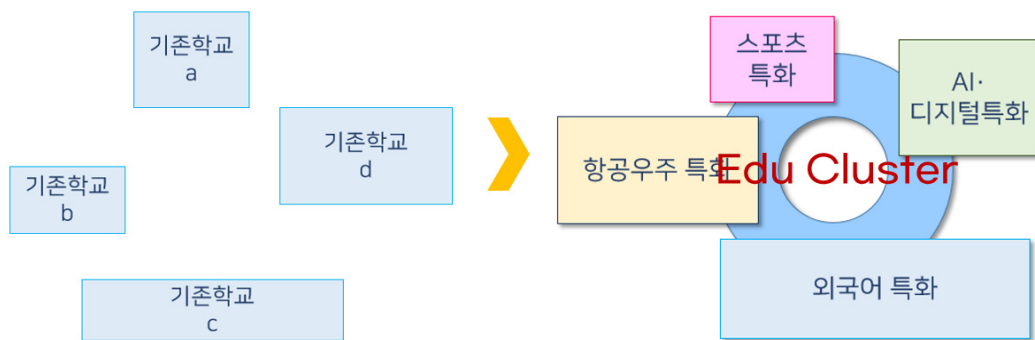 기존학교
a
기존학교
d
기존학교
b
기존학교
c
스포츠
특화
AI·
디지털특화
항공우주 특화
Edu Cluster
외국어 특화